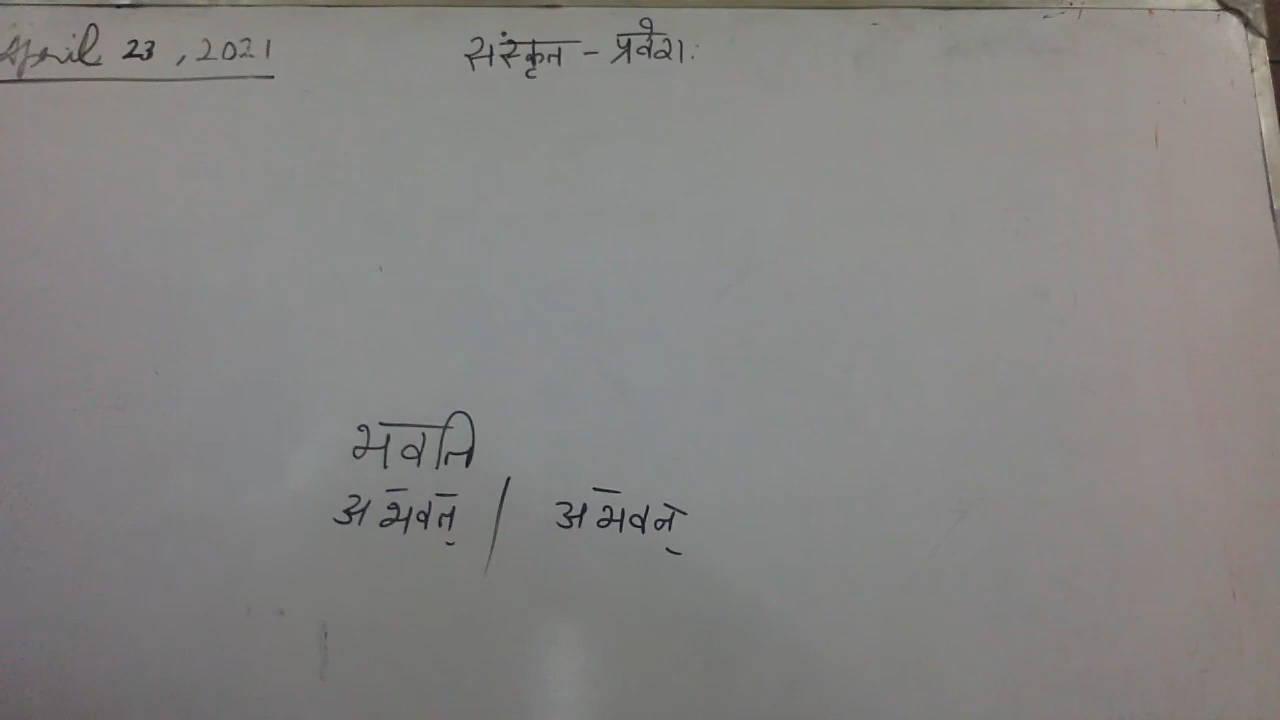 April 23, 2021
संस्कृत - प्रवेशः
भवति
अभवत् / अभवन्